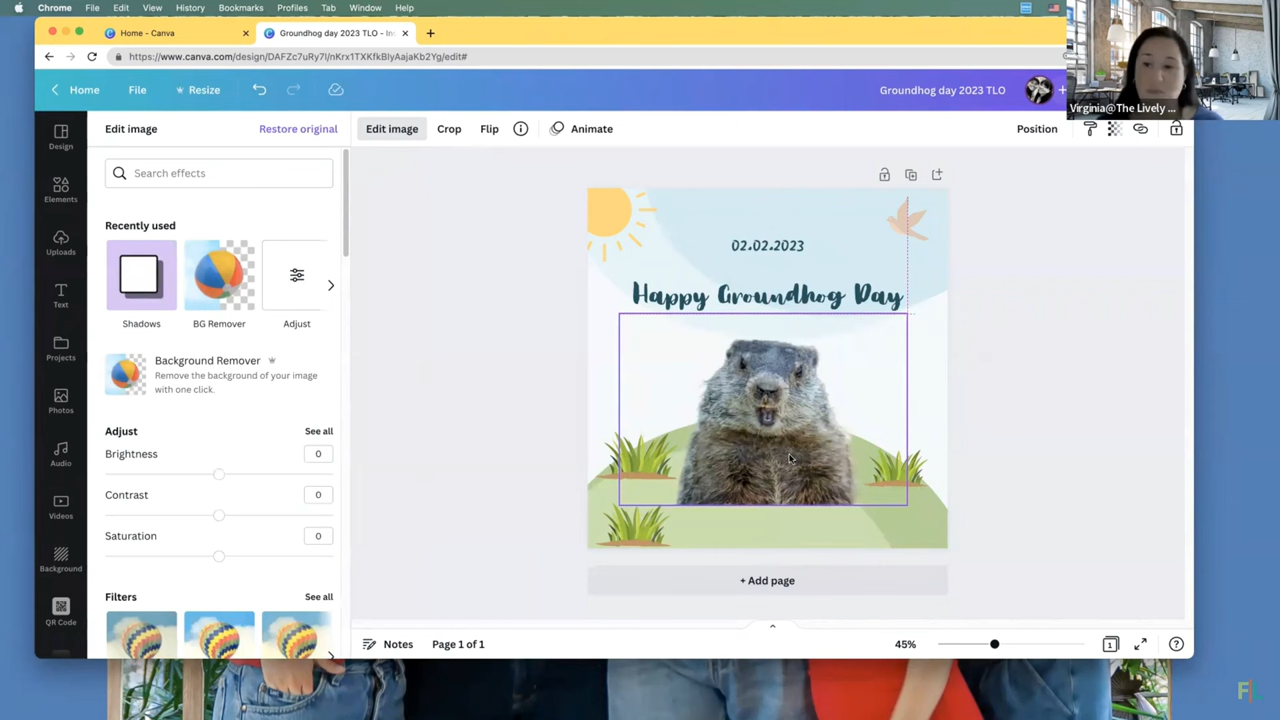 Chrome File Edit View History Bookmarks Profiles Tab Window Help
Home - Canva
Groundhog day 2023 TLO - In
https://www.canva.com/design/DAFZc7uRy7I/nKrx1TXKfkBlyAajaKb2Yg/edit#
Home File Resize
Groundhog day 2023 TLO
Virginia@The Lively ...
Design
Elements
Uploads
Text
Projects
Photos
Audio
Videos
Background
QR Code
Edit image Restore original
Search effects
Recently used
Shadows BG Remover Adjust
Background Remover
Remove the background of your image
with one click.
Adjust See all
Brightness 0
Contrast 0
Saturation 0
Filters See all
Edit image Crop Flip Animate Position
02.02.2023
Happy Groundhog Day
+ Add page
Notes Page 1 of 1 45% 1